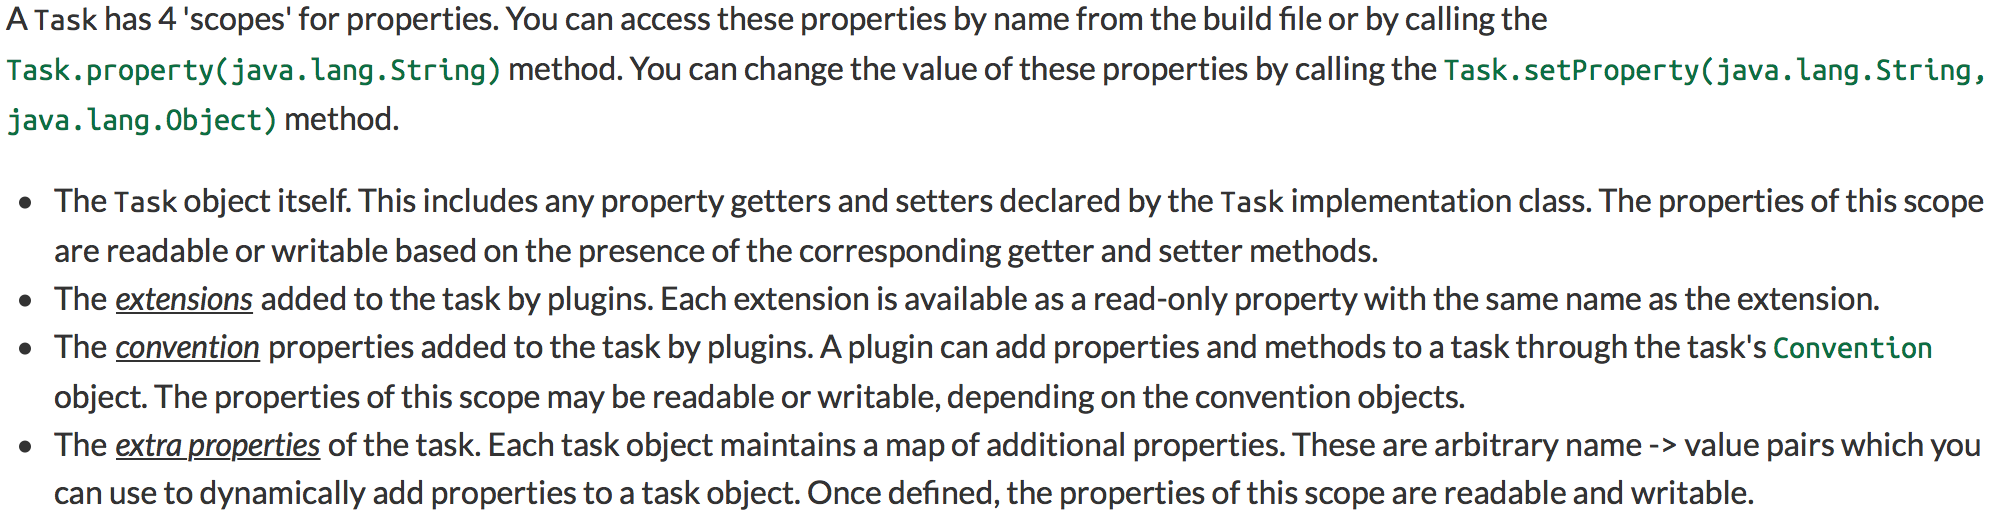 A Task has 4 'scopes' for properties. You can access these properties by name from the build file or by calling the
Task.property(java.lang.String) method. You can change the value of these properties by calling the Task.setProperty(java.lang.String,
java.lang.Object) method.
• The Task object itself. This includes any property getters and setters declared by the Task implementation class. The properties of this scope
are readable or writable based on the presence of the corresponding getter and setter methods.
• The extensions added to the task by plugins. Each extension is available as a read-only property with the same name as the extension.
• The convention properties added to the task by plugins. A plugin can add properties and methods to a task through the task's Convention
object. The properties of this scope may be readable or writable, depending on the convention objects.
• The extra properties of the task. Each task object maintains a map of additional properties. These are arbitrary name -> value pairs which you
can use to dynamically add properties to a task object. Once defined, the properties of this scope are readable and writable.